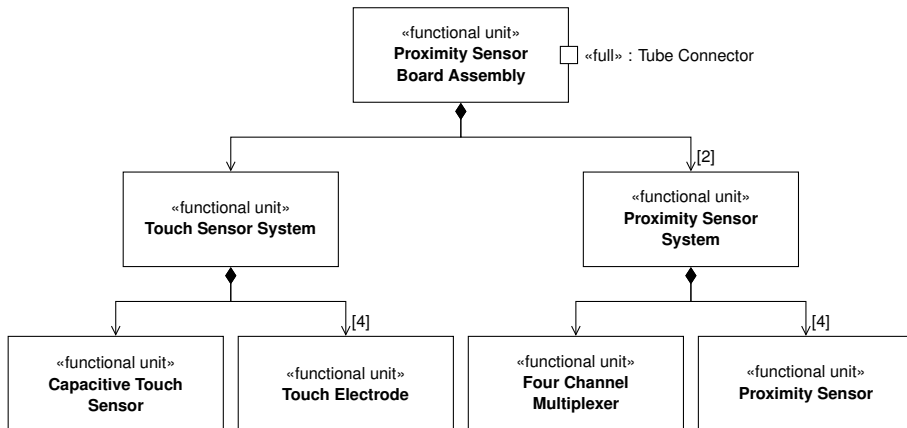 «functional unit»
Proximity Sensor
Board Assembly
«full» : Tube Connector
[2]
«functional unit»
Touch Sensor System
«functional unit»
Proximity Sensor
System
[4]
[4]
«functional unit»
Capacitive Touch
Sensor
«functional unit»
Touch Electrode
«functional unit»
Four Channel
Multiplexer
«functional unit»
Proximity Sensor